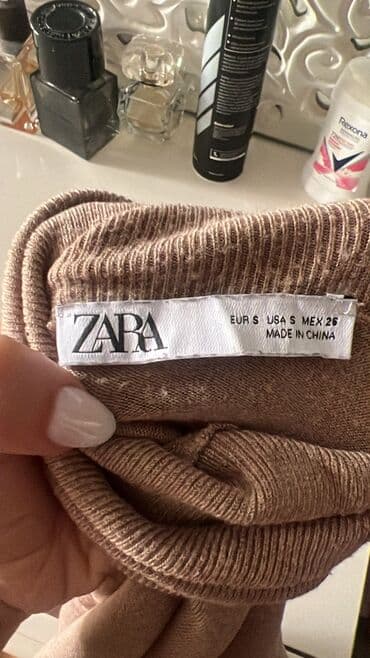 Rexona
ZARA
EUR S USA S MEX 26
MADE IN CHINA